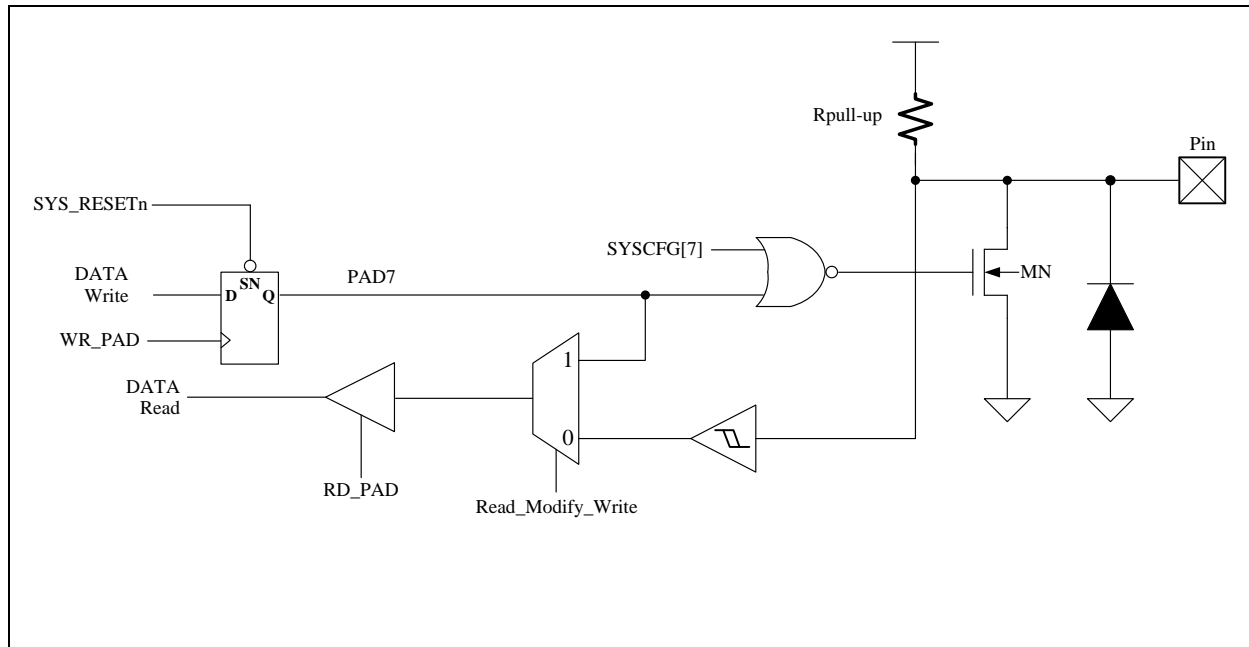 Rpull-up
Pin
SYS_RESETn
SYSCFG[7]
DATA
Write
D
SN
Q
PAD7
MN
WR_PAD
1
DATA
Read
0
RD_PAD
Read_Modify_Write